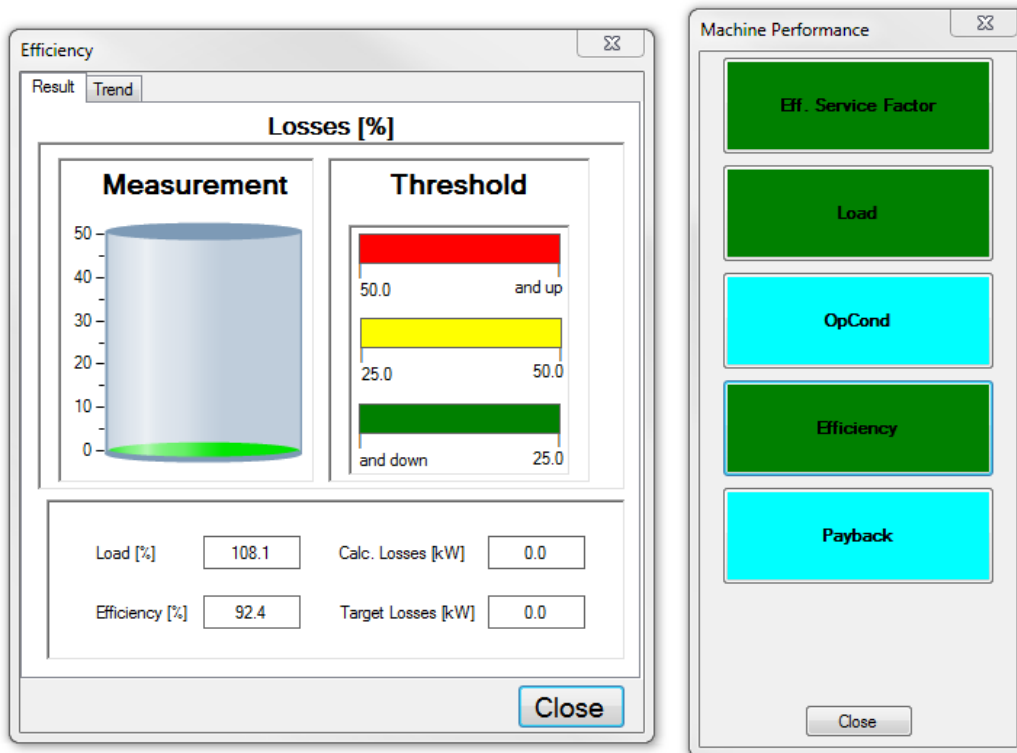 Efficiency
Result Trend
Losses [%]
Measurement
50
40
30
20
10
0
Threshold
50.0 and up
25.0 50.0
and down 25.0
Load [%] 108.1 Calc. Losses [kW] 0.0
Efficiency [%] 92.4 Target Losses [kW] 0.0
Close
Machine Performance
Eff. Service Factor
Load
OpCond
Efficiency
Payback
Close